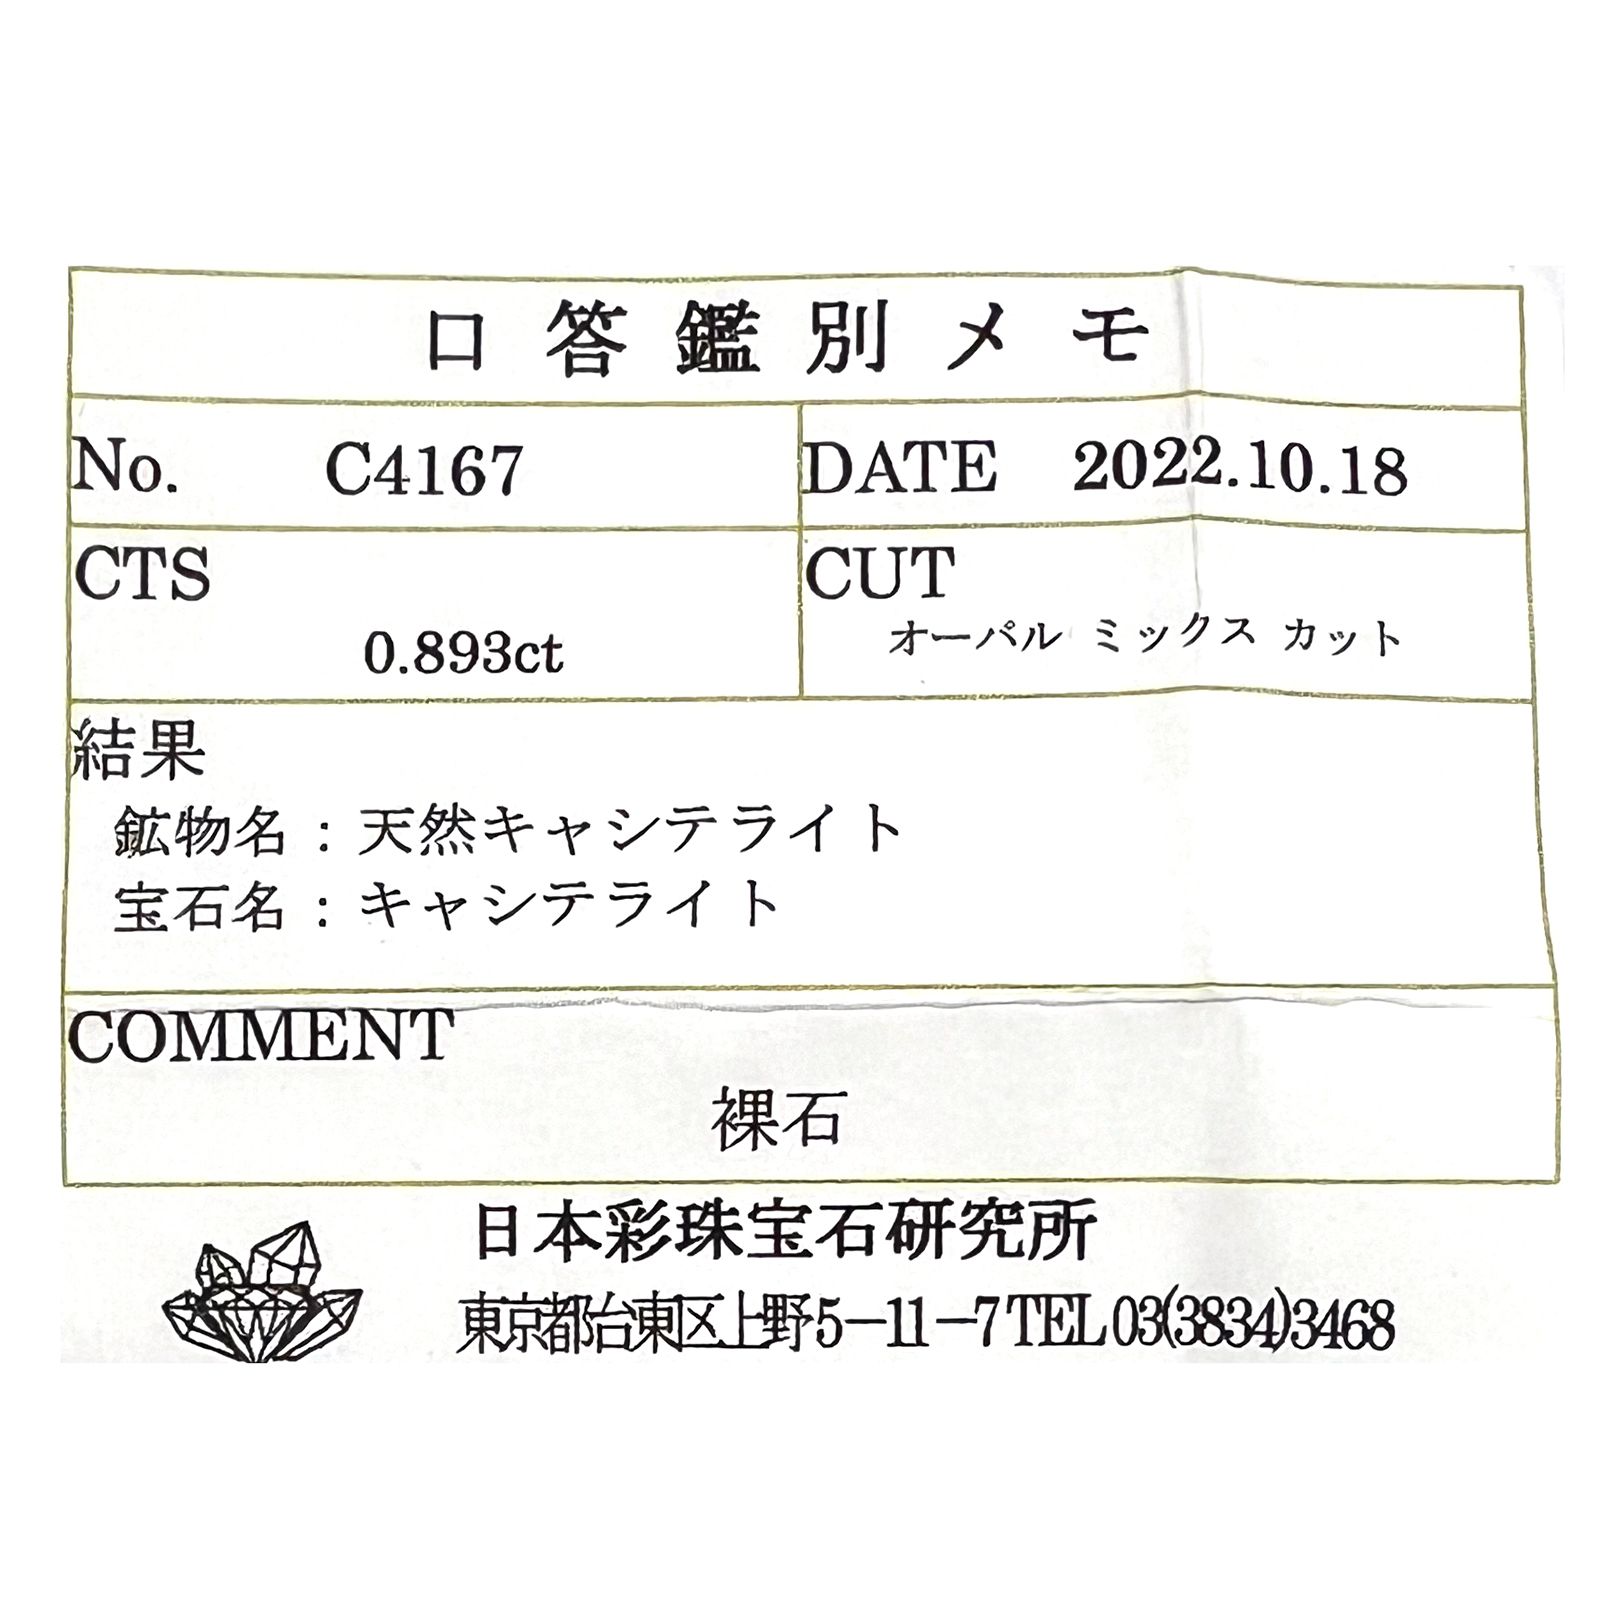 口答鑑別メモ
No. C4167
DATE 2022.10.18
CTS
0.893ct
CUT
オーバル ミックス カット
結果
鉱物名：天然キャシテライト
宝石名：キャシテライト
COMMENT
裸石
日本彩珠宝石研究所
東京都台東区上野5－11－7 TEL 03(3834)3468